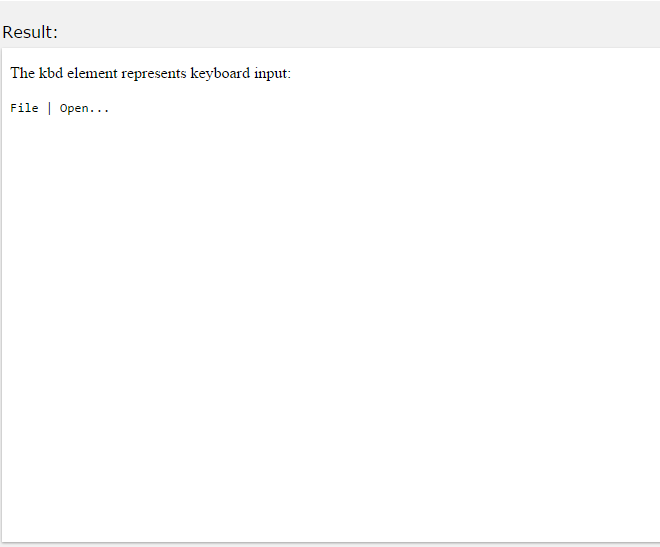 Result:
The kbd element represents keyboard input:
File | Open...